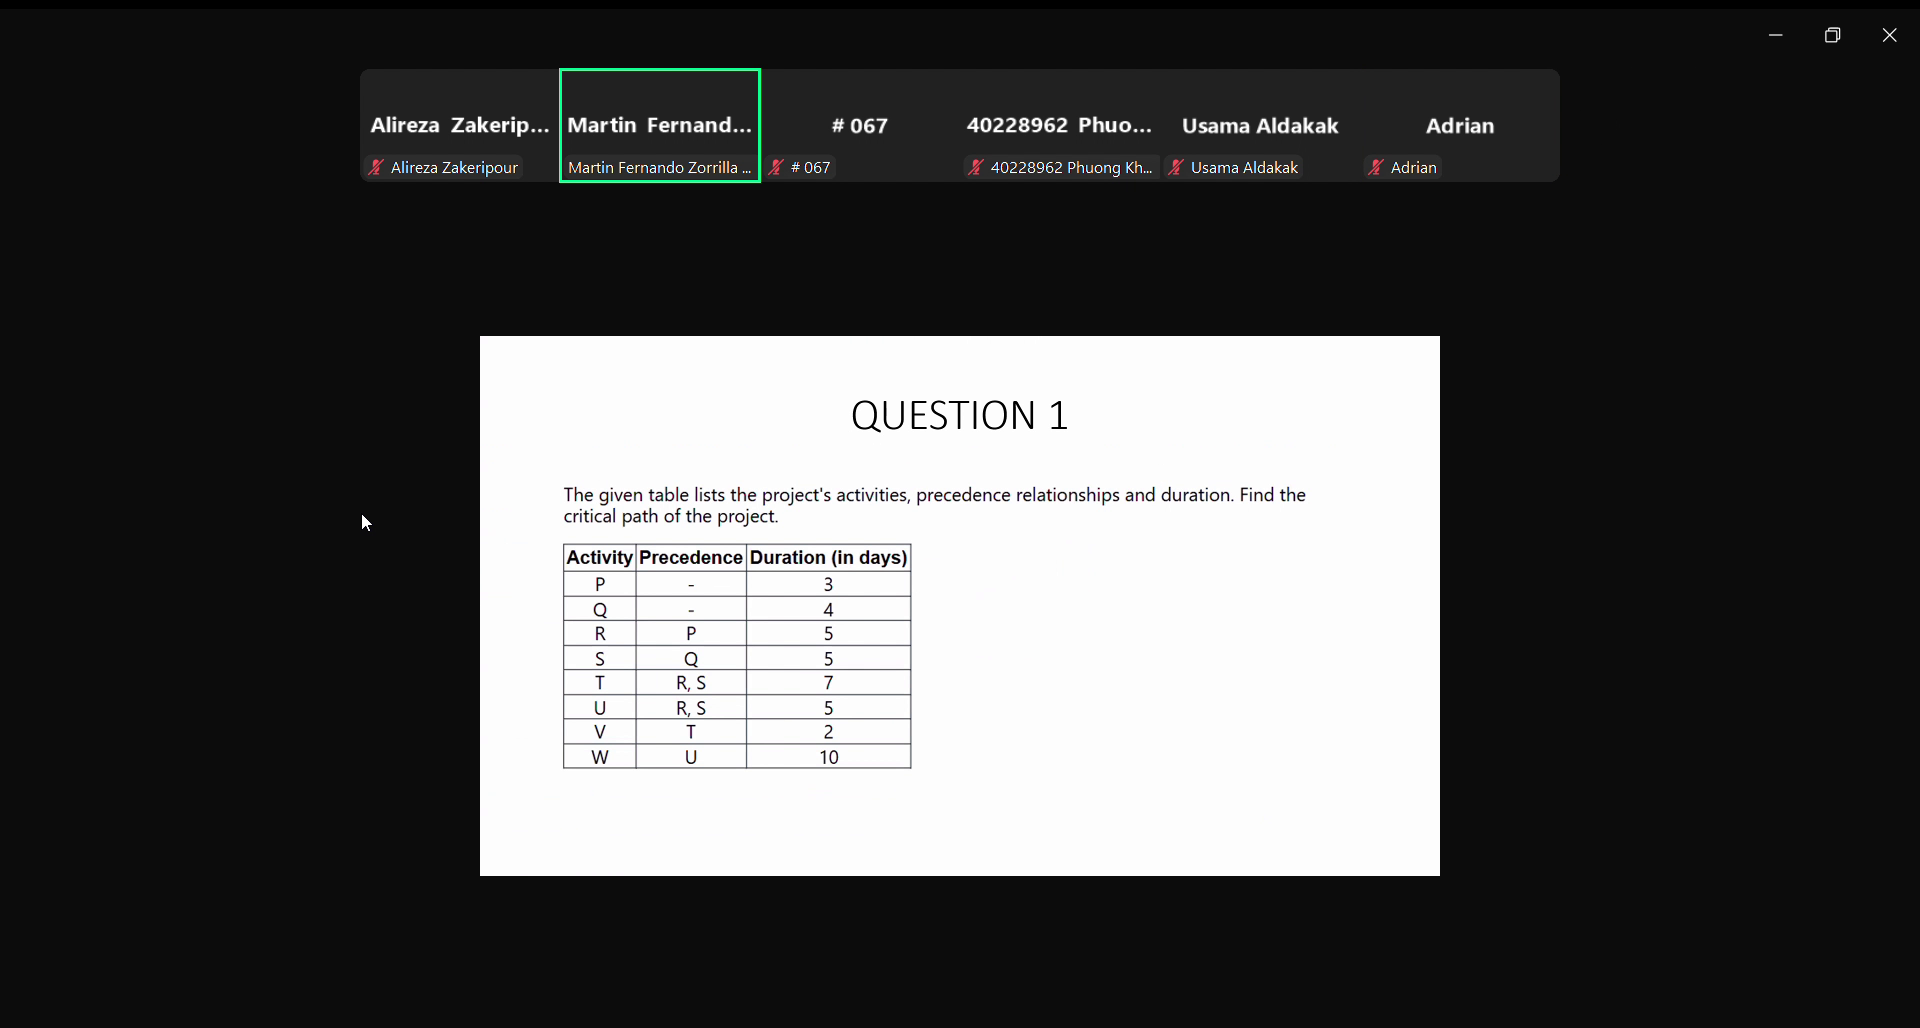 Alireza Zakerip...
Martin Fernand...
# 067
40228962 Phuo...
Usama Aldakak
Adrian
Alireza Zakeripour
Martin Fernando Zorrilla ...
# 067
40228962 Phuong Kh...
Usama Aldakak
Adrian
QUESTION 1
The given table lists the project's activities, precedence relationships and duration. Find the
critical path of the project.
Activity Precedence Duration (in days)
P - 3
Q - 4
R P 5
S Q 5
T R, S 7
U R, S 5
V T 2
W U 10